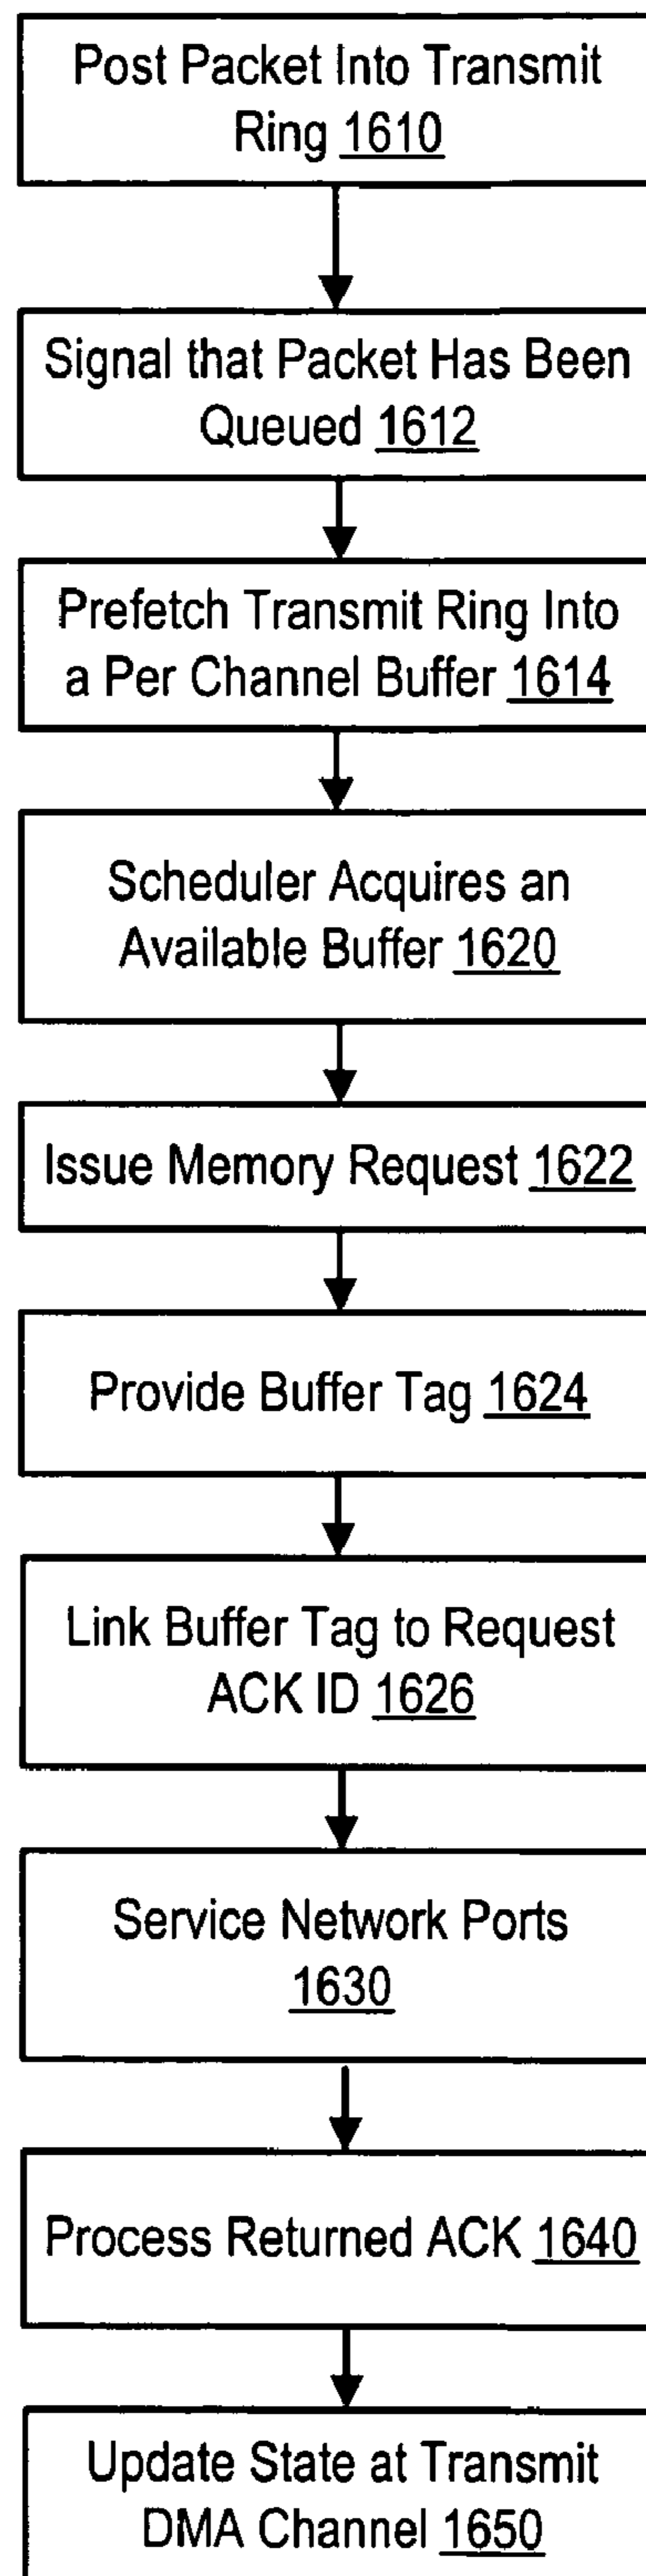 Post Packet Into Transmit
Ring 1610
Signal that Packet Has Been
Queued 1612
Prefetch Transmit Ring Into
a Per Channel Buffer 1614
Scheduler Acquires an
Available Buffer 1620
Issue Memory Request 1622
Provide Buffer Tag 1624
Link Buffer Tag to Request
ACK ID 1626
Service Network Ports
1630
Process Returned ACK 1640
Update State at Transmit
DMA Channel 1650